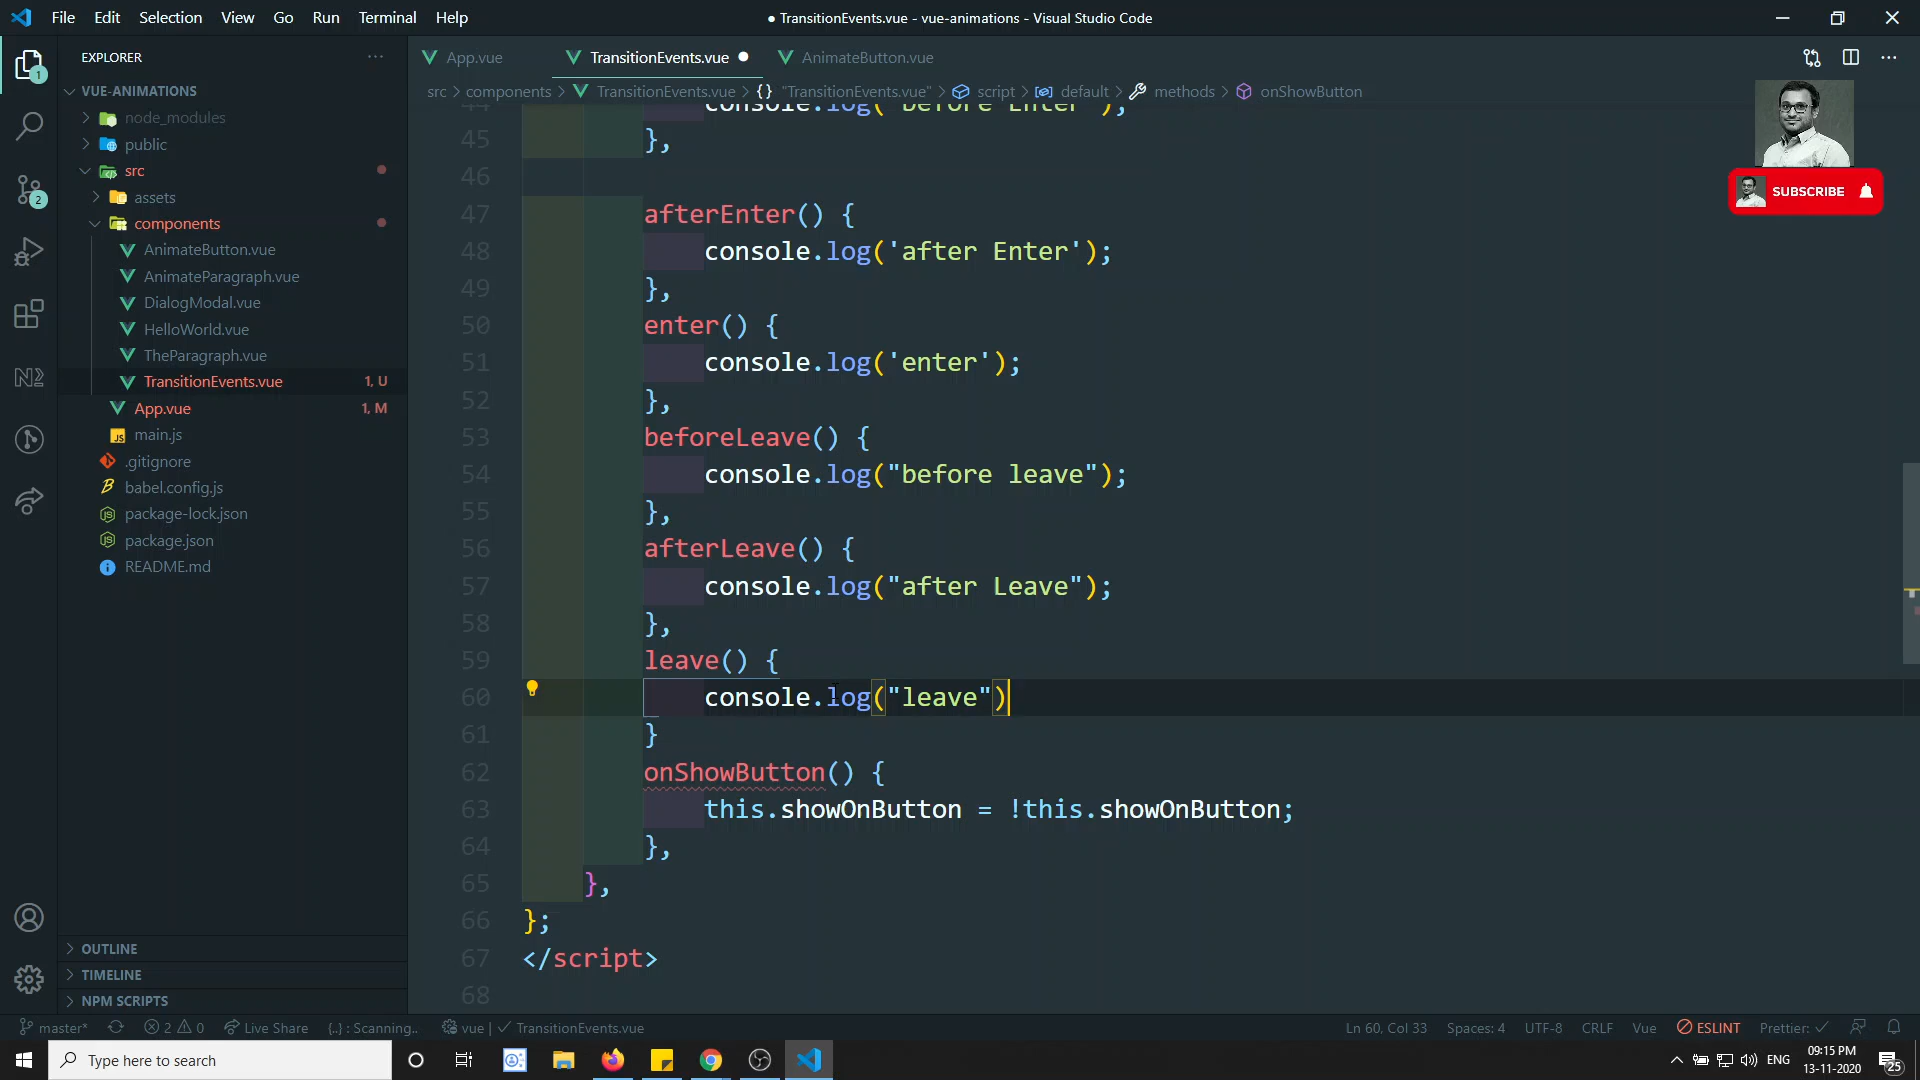 File Edit Selection View Go Run Terminal Help
● TransitionEvents.vue - vue-animations - Visual Studio Code
EXPLORER
App.vue TransitionEvents.vue AnimateButton.vue
src > components > TransitionEvents.vue > {} "TransitionEvents.vue" > script > default > methods > onShowButton
VUE-ANIMATIONS
node_modules
public
src
assets
components
AnimateButton.vue
AnimateParagraph.vue
DialogModal.vue
HelloWorld.vue
TheParagraph.vue
TransitionEvents.vue 1, U
App.vue 1, M
main.js
.gitignore
babel.config.js
package-lock.json
package.json
README.md
OUTLINE
TIMELINE
NPM SCRIPTS
1
2
44 console.log("before Enter");
45 },
46
47 afterEnter() {
48 console.log('after Enter');
49 },
50 enter() {
51 console.log('enter');
52 },
53 beforeLeave() {
54 console.log("before leave");
55 },
56 afterLeave() {
57 console.log("after Leave");
58 },
59 leave() {
60 console.log("leave")
61 }
62 onShowButton() {
63 this.showOnButton = !this.showOnButton;
64 },
65 },
66 };
67 </script>
68
SUBSCRIBE
master* 2 0 Live Share {..} : Scanning.. vue | TransitionEvents.vue
Ln 60, Col 33 Spaces: 4 UTF-8 CRLF Vue ESLINT Prettier: ✓
Type here to search
ENG
09:15 PM
13-11-2020
25